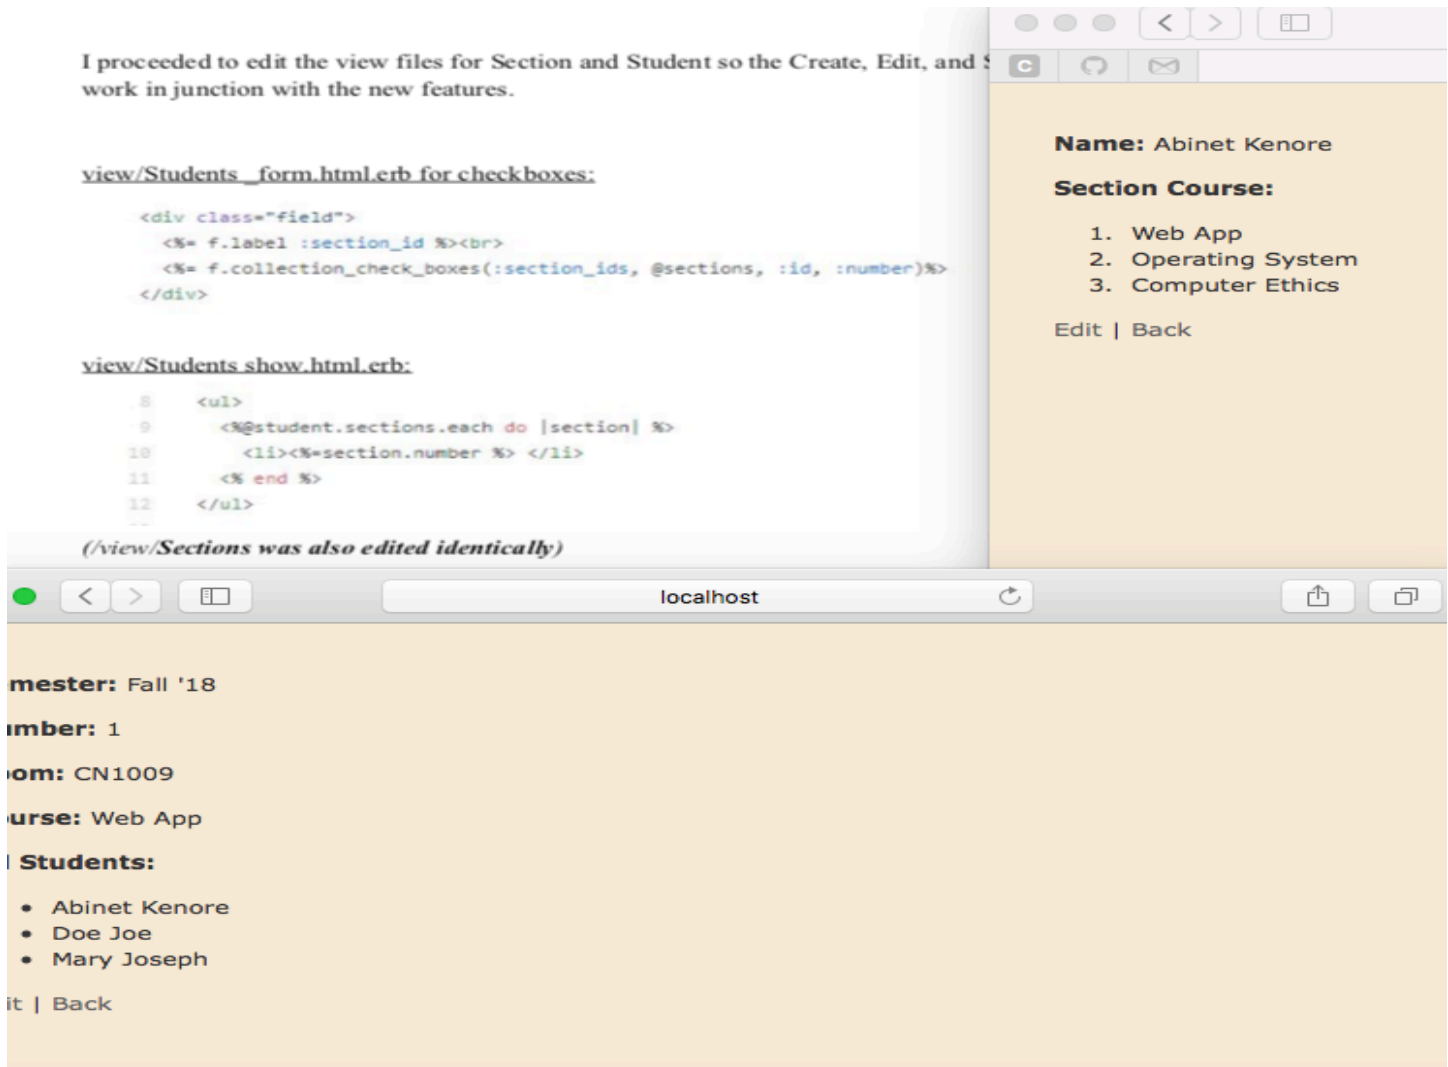 I proceeded to edit the view files for Section and Student so the Create, Edit, and S
work in junction with the new features.
view/Students _form.html.erb for checkboxes:
<div class="field">
<%= f.label :section_id %><br>
<%= f.collection_check_boxes(:section_ids, @sections, :id, :number)%>
</div>
view/Students show.html.erb:
8 <ul>
9 <%@student.sections.each do |section| %>
10 <li><%=section.number %> </li>
11 <% end %>
12 </ul>
(/view/Sections was also edited identically)
C
Name: Abinet Kenore
Section Course:
1. Web App
2. Operating System
3. Computer Ethics
Edit | Back
localhost
mester: Fall '18
umber: 1
oom: CN1009
urse: Web App
l Students:
• Abinet Kenore
• Doe Joe
• Mary Joseph
it | Back